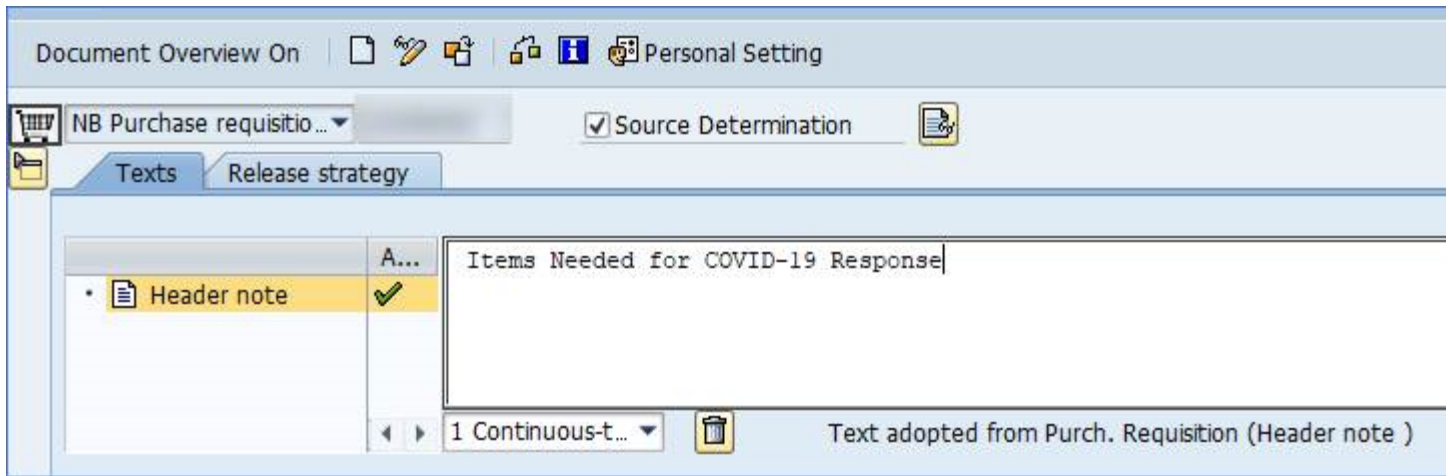 Document Overview On Personal Setting
NB Purchase requisitio... Source Determination
Texts Release strategy
A...
Items Needed for COVID-19 Response
Header note
1 Continuous-t... Text adopted from Purch. Requisition (Header note )